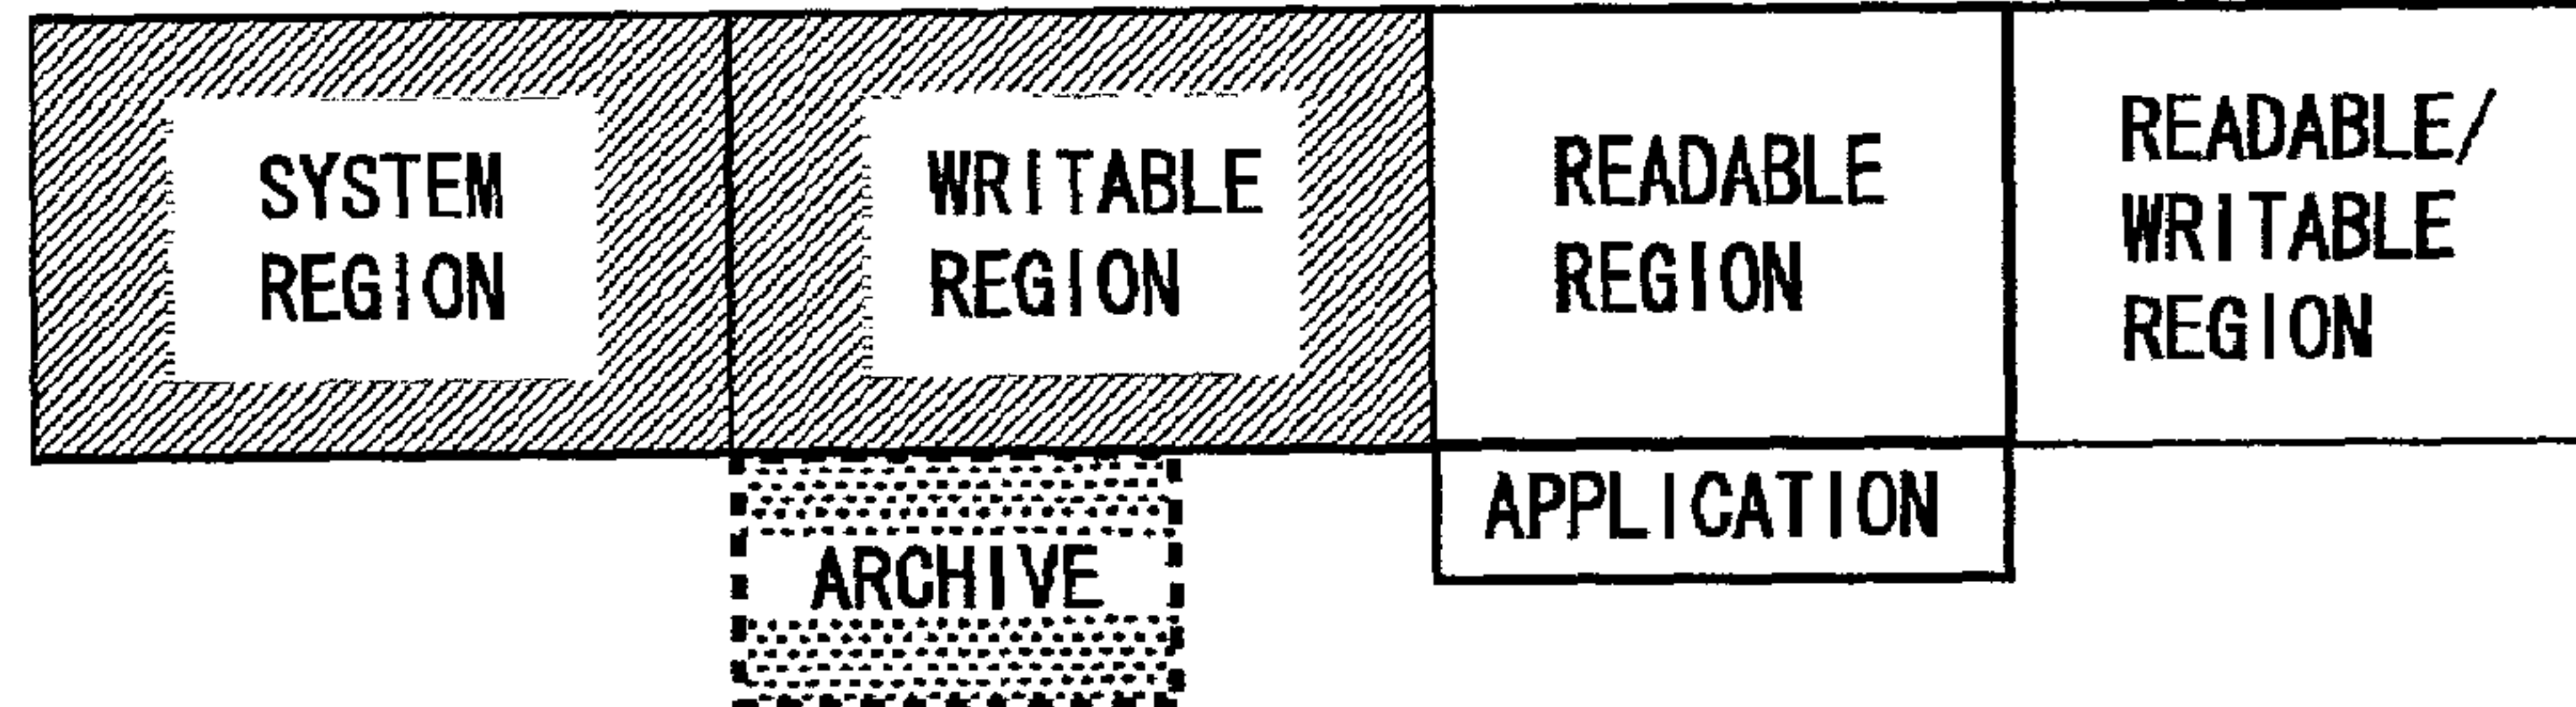 SYSTEM
REGION
WRITABLE
REGION
READABLE
REGION
READABLE/
WRITABLE
REGION
ARCHIVE
APPLICATION